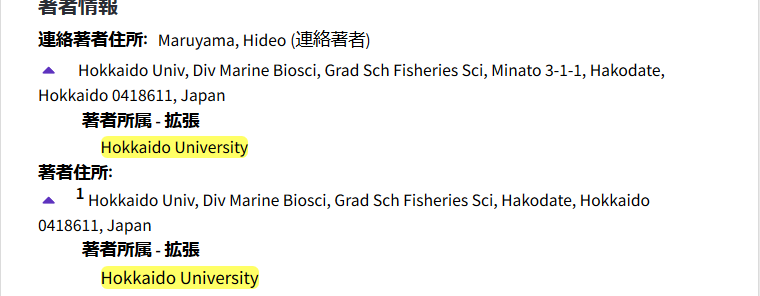 著者情報
連絡著者住所: Maruyama, Hideo (連絡著者)
Hokkaido Univ, Div Marine Biosci, Grad Sch Fisheries Sci, Minato 3-1-1, Hakodate,
Hokkaido 0418611, Japan
著者所属 - 拡張
Hokkaido University
著者住所:
1 Hokkaido Univ, Div Marine Biosci, Grad Sch Fisheries Sci, Hakodate, Hokkaido
0418611, Japan
著者所属 - 拡張
Hokkaido University